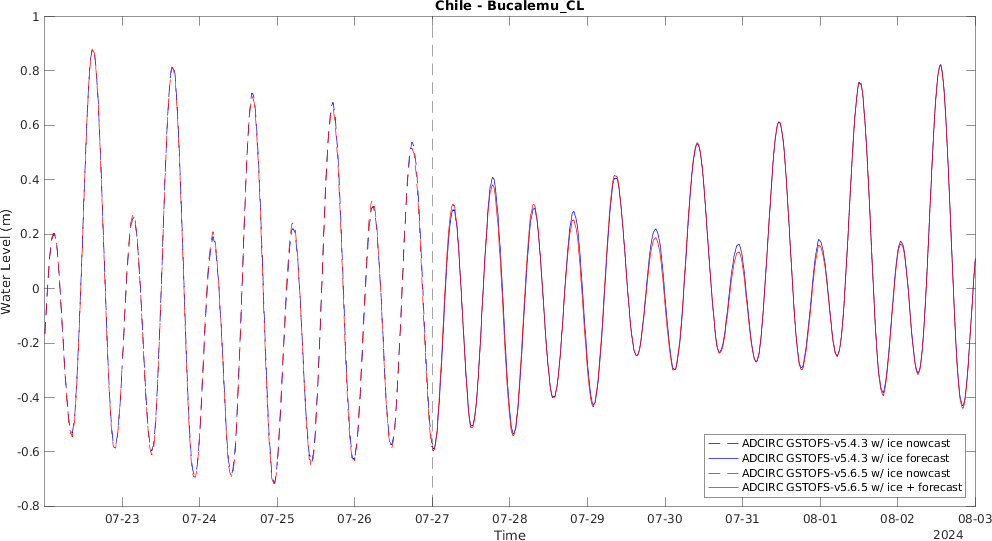 Chile - Bucalemu_CL
1
0.8
0.6
0.4
0.2
0
-0.2
-0.4
-0.6
-0.8
Water Level (m)
07-23 07-24 07-25 07-26 07-27 07-28 07-29 07-30 07-31 08-01 08-02 08-03
Time
2024
ADCIRC GSTOFS-v5.4.3 w/ ice nowcast
ADCIRC GSTOFS-v5.4.3 w/ ice forecast
ADCIRC GSTOFS-v5.6.5 w/ ice nowcast
ADCIRC GSTOFS-v5.6.5 w/ ice + forecast